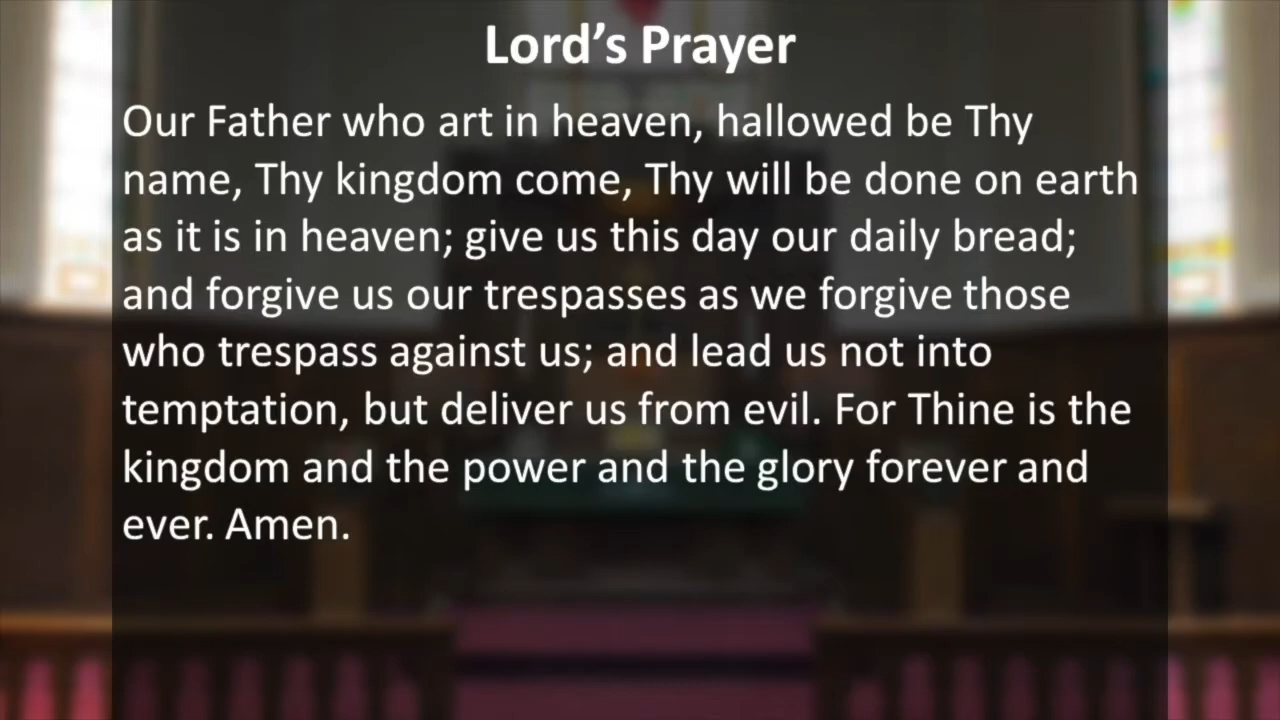 Lord’s Prayer
Our Father who art in heaven, hallowed be Thy
name, Thy kingdom come, Thy will be done on earth
as it is in heaven; give us this day our daily bread;
and forgive us our trespasses as we forgive those
who trespass against us; and lead us not into
temptation, but deliver us from evil. For Thine is the
kingdom and the power and the glory forever and
ever. Amen.